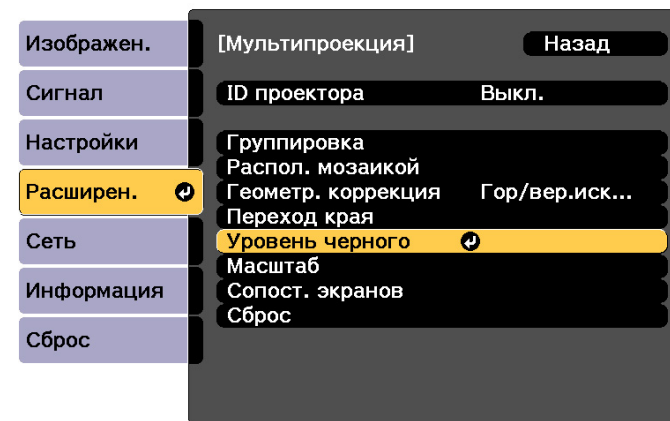 Изображен.
Сигнал
Настройки
Расширен.
Сеть
Информация
Сброс
[Мультипроекция] Назад
ID проектора Выкл.
Группировка
Распол. мозаикой
Геометр. коррекция Гор/вер.иск...
Переход края
Уровень черного
Масштаб
Сопост. экранов
Сброс